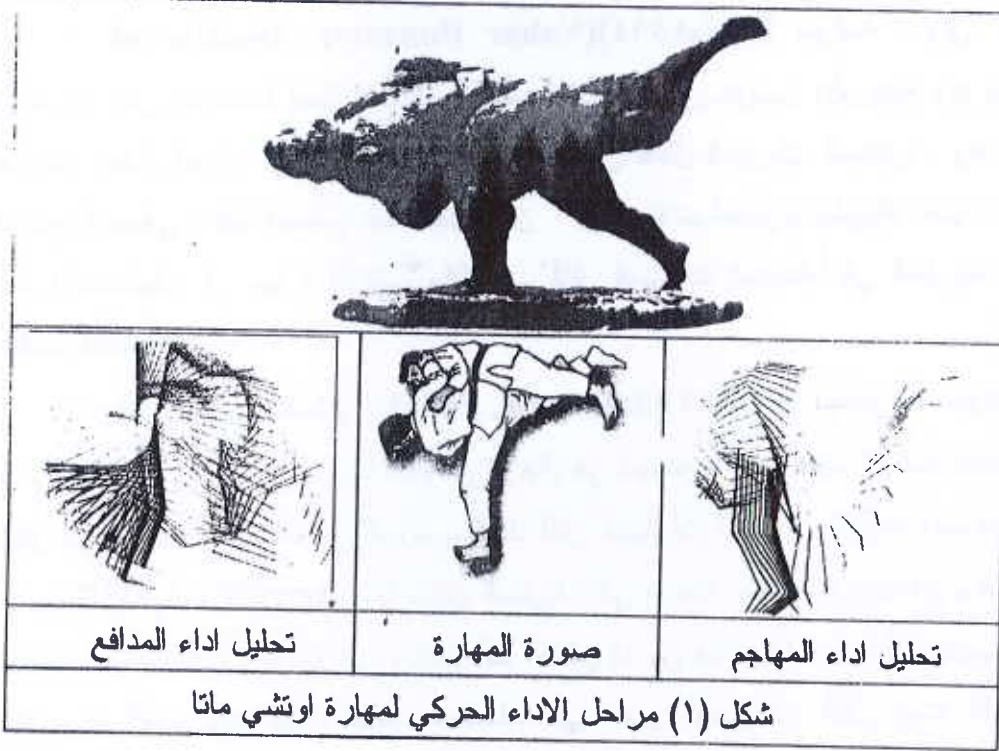 تحليل اداء المهاجم
صورة المهارة
تحليل اداء المدافع
شكل (١) مراحل الاداء الحركي لمهارة اوتشي ماتا